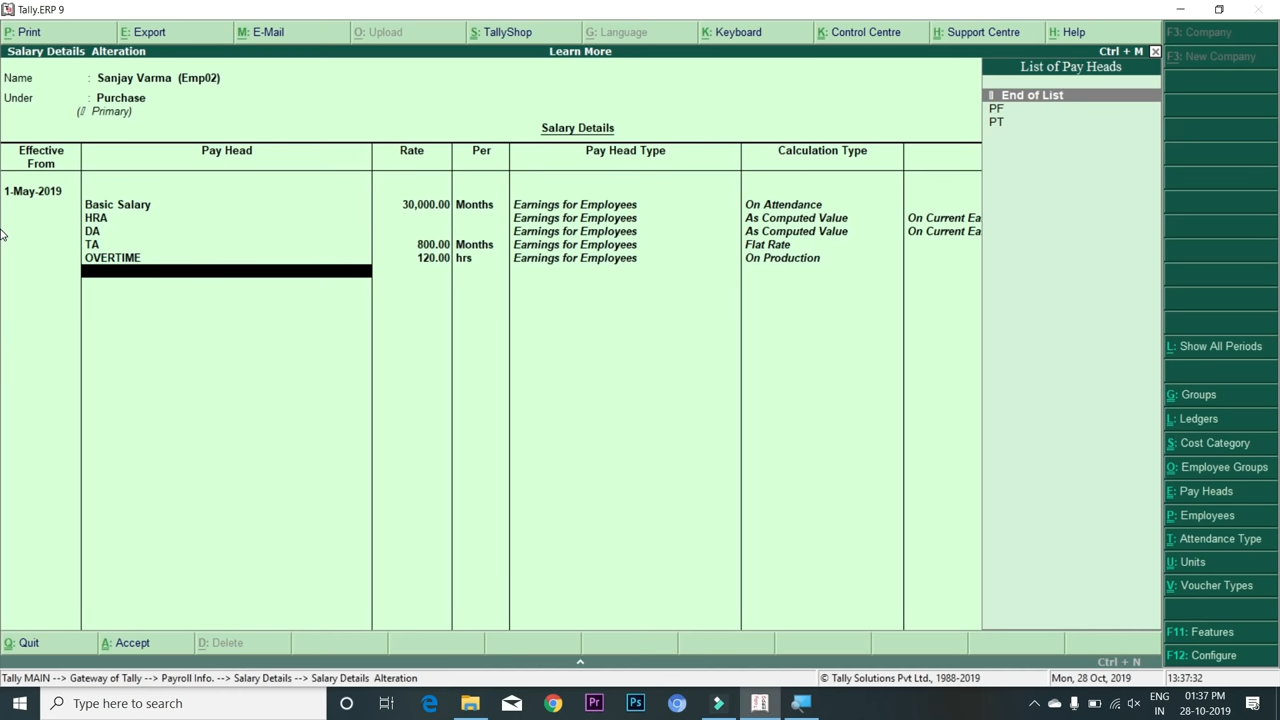 Tally.ERP 9
P: Print E: Export M: E-Mail O: Upload S: TallyShop G: Language K: Keyboard K: Control Centre H: Support Centre H: Help
F3: Company
Salary Details Alteration Learn More Ctrl + M
F3: New Company
Name : Sanjay Varma (Emp02)
Under : Purchase
( Primary)
List of Pay Heads
End of List
PF
PT
Salary Details
Effective From Pay Head Rate Per Pay Head Type Calculation Type
1-May-2019
Basic Salary 30,000.00 Months Earnings for Employees On Attendance
HRA Earnings for Employees As Computed Value On Current Ea
DA Earnings for Employees As Computed Value On Current Ea
TA 800.00 Months Earnings for Employees Flat Rate
OVERTIME 120.00 hrs Earnings for Employees On Production
L: Show All Periods
G: Groups
L: Ledgers
S: Cost Category
O: Employee Groups
E: Pay Heads
P: Employees
T: Attendance Type
U: Units
V: Voucher Types
F11: Features
F12: Configure
Q: Quit A: Accept D: Delete
Ctrl + N
Tally MAIN --> Gateway of Tally --> Payroll Info. --> Salary Details --> Salary Details Alteration © Tally Solutions Pvt Ltd., 1988-2019 Mon, 28 Oct, 2019 13:37:32
Type here to search
Pr Ps
ENG 01:37 PM
IN 28-10-2019